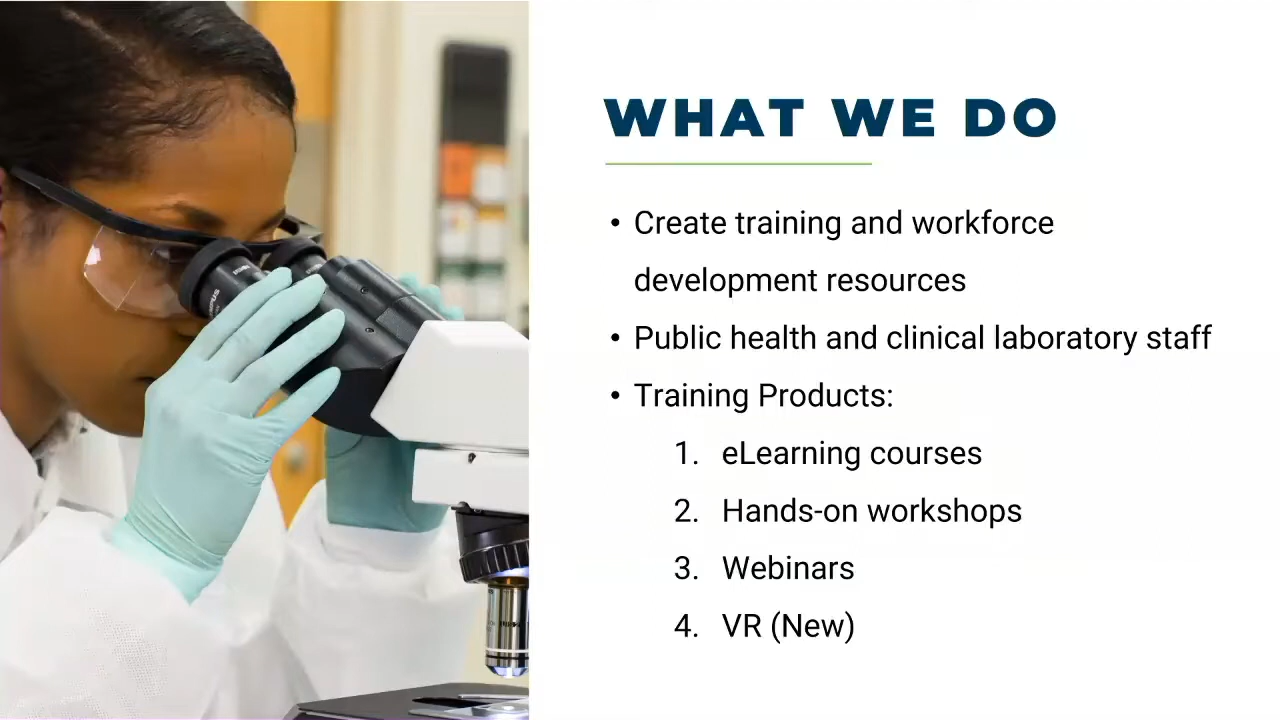 WHAT WE DO
• Create training and workforce
development resources
• Public health and clinical laboratory staff
• Training Products:
1. eLearning courses
2. Hands-on workshops
3. Webinars
4. VR (New)